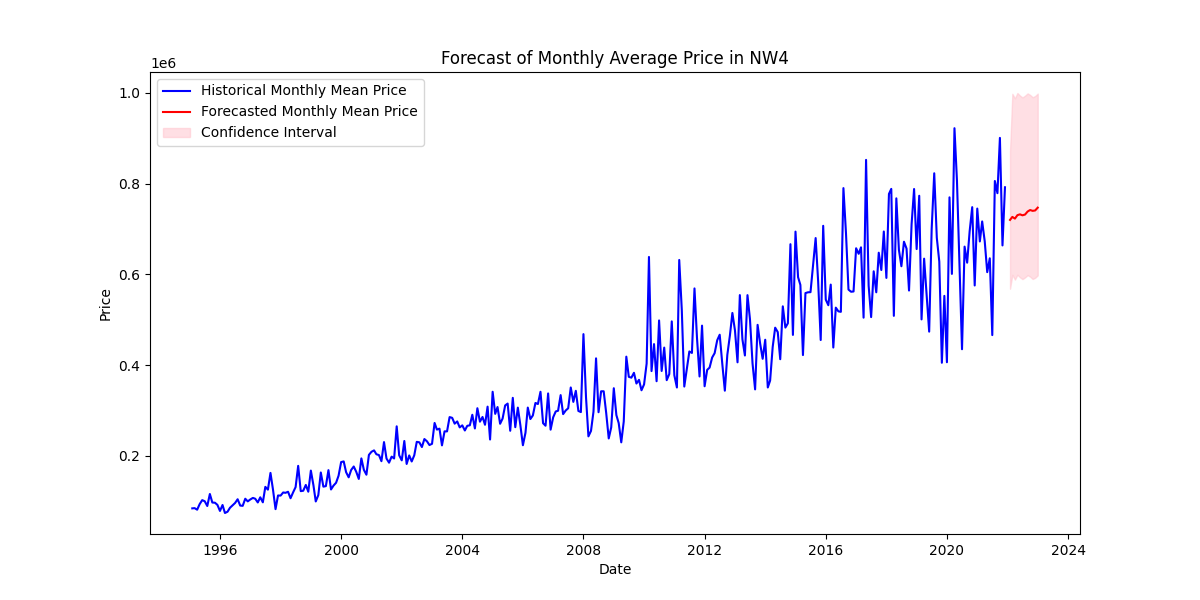 Forecast of Monthly Average Price in NW4
1e6
1.0
0.8
0.6
0.4
0.2
Price
Historical Monthly Mean Price
Forecasted Monthly Mean Price
Confidence Interval
1996 2000 2004 2008 2012 2016 2020 2024
Date